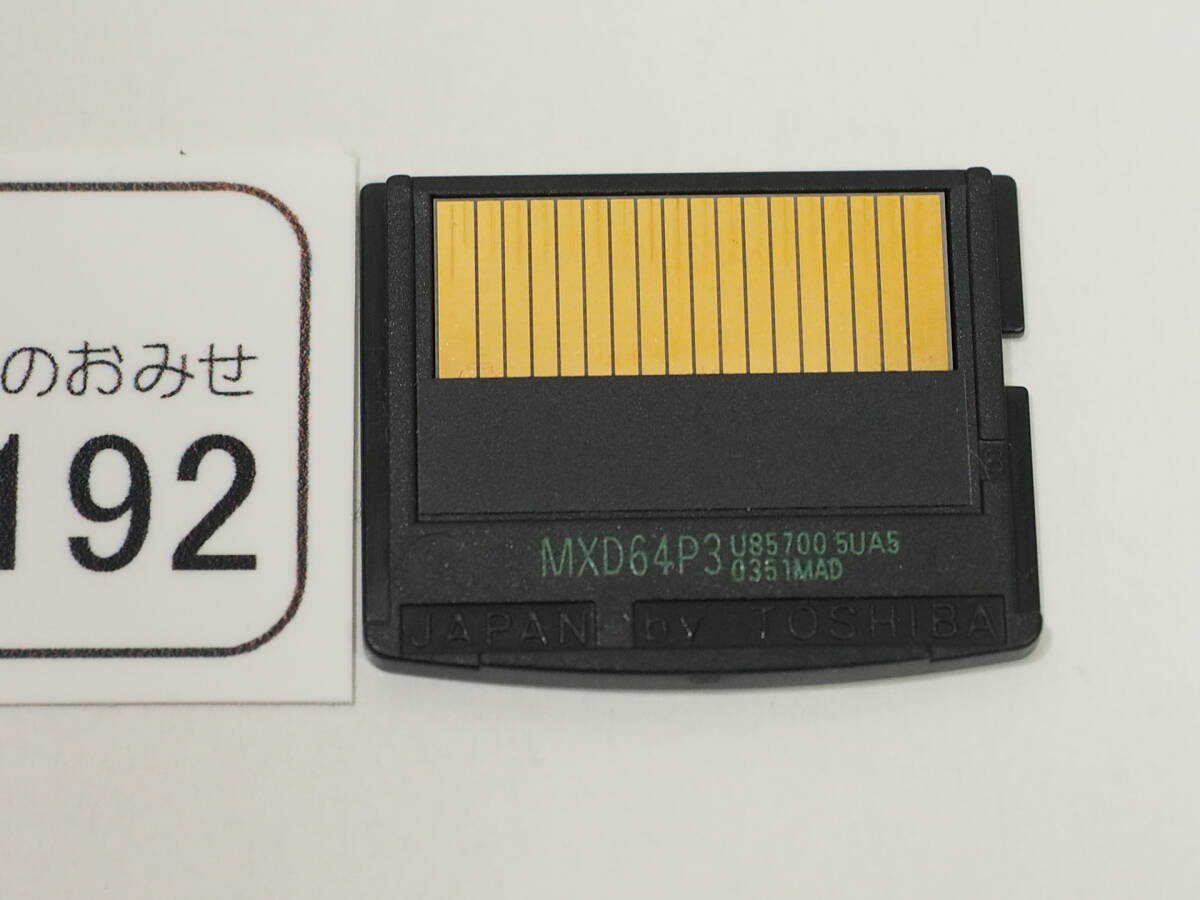 のおみせ
192
MXD64P3 U85700 5UA5
0351MAD
JAPAN by TOSHIBA